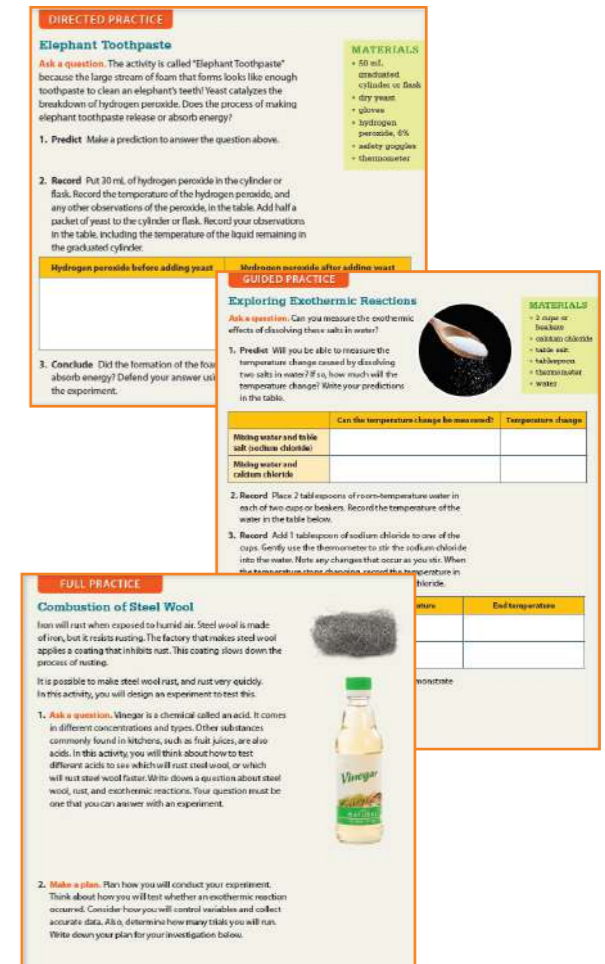 DIRECTED PRACTICE
Elephant Toothpaste
Ask a question. The activity is called "Elephant Toothpaste"
because the large stream of foam that forms looks like enough
toothpaste to clean an elephant's teeth! Yeast catalyzes the
breakdown of hydrogen peroxide. Does the process of making
elephant toothpaste release or absorb energy?
1. Predict Make a prediction to answer the question above.
MATERIALS
• 50 mL
graduated
cylinder or flask
• dry yeast
• gloves
• hydrogen
peroxide, 6%
• safety goggles
• thermometer
2. Record Put 30 mL of hydrogen peroxide in the cylinder or
flask. Record the temperature of the hydrogen peroxide, and
any other observations of the peroxide, in the table. Add half a
packet of yeast to the cylinder or flask. Record your observations
in the table, including the temperature of the liquid remaining in
the graduated cylinder.
Hydrogen peroxide before adding yeast
Hydrogen peroxide after adding yeast
3. Conclude Did the formation of the foa
absorb energy? Defend your answer usi
the experiment.
GUIDED PRACTICE
Exploring Exothermic Reactions
Ask a question. Can you measure the exothermic
effects of dissolving these salts in water?
1. Predict Will you be able to measure the
temperature change caused by dissolving
two salts in water? If so, how much will the
temperature change? Write your predictions
in the table.
MATERIALS
• 2 cups or
beakers
• calcium chloride
• table salt
• tablespoon
• thermometer
• water
Can the temperature change be measured?
Temperature change
Mixing water and table
salt (sodium chloride)
Mixing water and
calcium chloride
2. Record Place 2 tablespoons of room-temperature water in
each of two cups or beakers. Record the temperature of the
water in the table below.
3. Record Add 1 tablespoon of sodium chloride to one of the
cups. Gently use the thermometer to stir the sodium chloride
into the water. Note any changes that occur as you stir. When
the temperature stops changing, record the temperature in
hloride.
ature
End temperature
monstrate
FULL PRACTICE
Combustion of Steel Wool
Iron will rust when exposed to humid air. Steel wool is made
of iron, but it resists rusting. The factory that makes steel wool
applies a coating that inhibits rust. This coating slows down the
process of rusting.
It is possible to make steel wool rust, and rust very quickly.
In this activity, you will design an experiment to test this.
1. Ask a question. Vinegar is a chemical called an acid. It comes
in different concentrations and types. Other substances
commonly found in kitchens, such as fruit juices, are also
acids. In this activity, you will think about how to test
different acids to see which will rust steel wool, or which
will rust steel wool faster. Write down a question about steel
wool, rust, and exothermic reactions. Your question must be
one that you can answer with an experiment.
Vinegar
NATURAL
2. Make a plan. Plan how you will conduct your experiment.
Think about how you will test whether an exothermic reaction
occurred. Consider how you will control variables and collect
accurate data. Also, determine how many trials you will run.
Write down your plan for your investigation below.